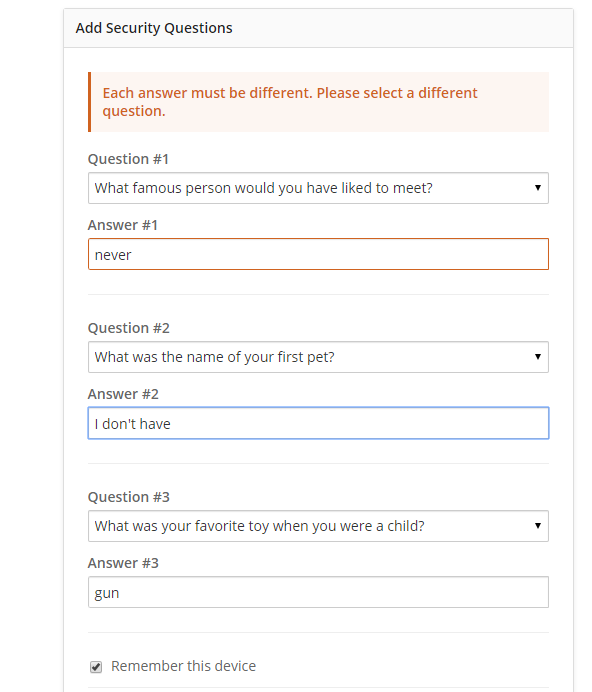 Add Security Questions
Each answer must be different. Please select a different
question.
Question #1
What famous person would you have liked to meet?
Answer #1
never
Question #2
What was the name of your first pet?
Answer #2
I don't have
Question #3
What was your favorite toy when you were a child?
Answer #3
gun
Remember this device